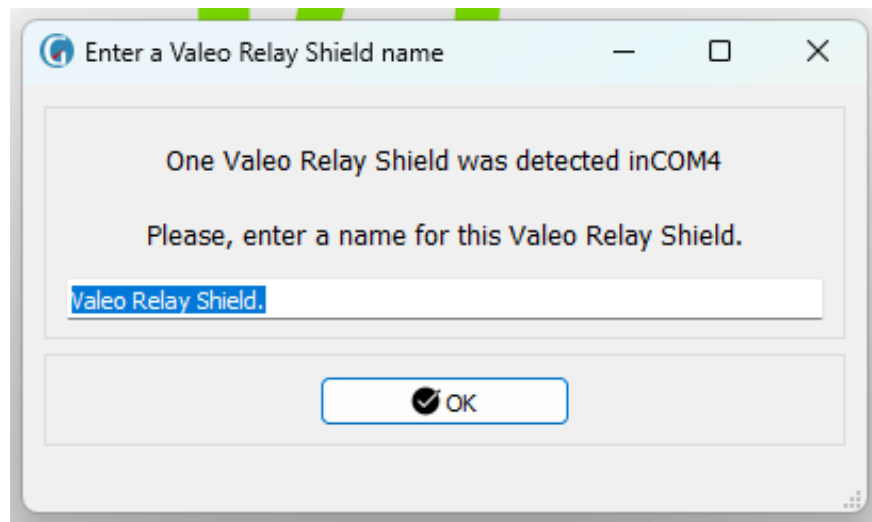 Enter a Valeo Relay Shield name
One Valeo Relay Shield was detected inCOM4
Please, enter a name for this Valeo Relay Shield.
Valeo Relay Shield.
OK